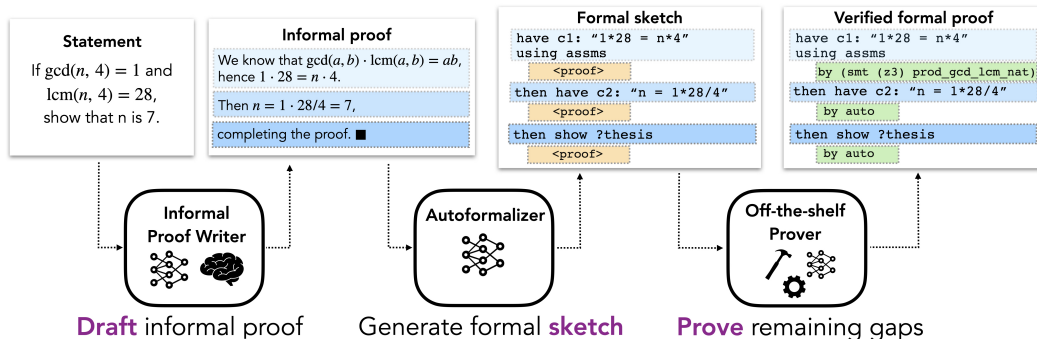 Statement
If gcd(n, 4) = 1 and
lcm(n, 4) = 28,
show that n is 7.
Informal proof
We know that gcd(a, b) · lcm(a, b) = ab,
hence 1 · 28 = n · 4.
Then n = 1 · 28/4 = 7,
completing the proof. ■
Formal sketch
have c1: “1*28 = n*4”
using assms
<proof>
then have c2: “n = 1*28/4”
<proof>
then show ?thesis
<proof>
Verified formal proof
have c1: “1*28 = n*4”
using assms
by (smt (z3) prod_gcd_lcm_nat)
then have c2: “n = 1*28/4”
by auto
then show ?thesis
by auto
Informal
Proof Writer
Autoformalizer
Off-the-shelf
Prover
Draft informal proof
Generate formal sketch
Prove remaining gaps